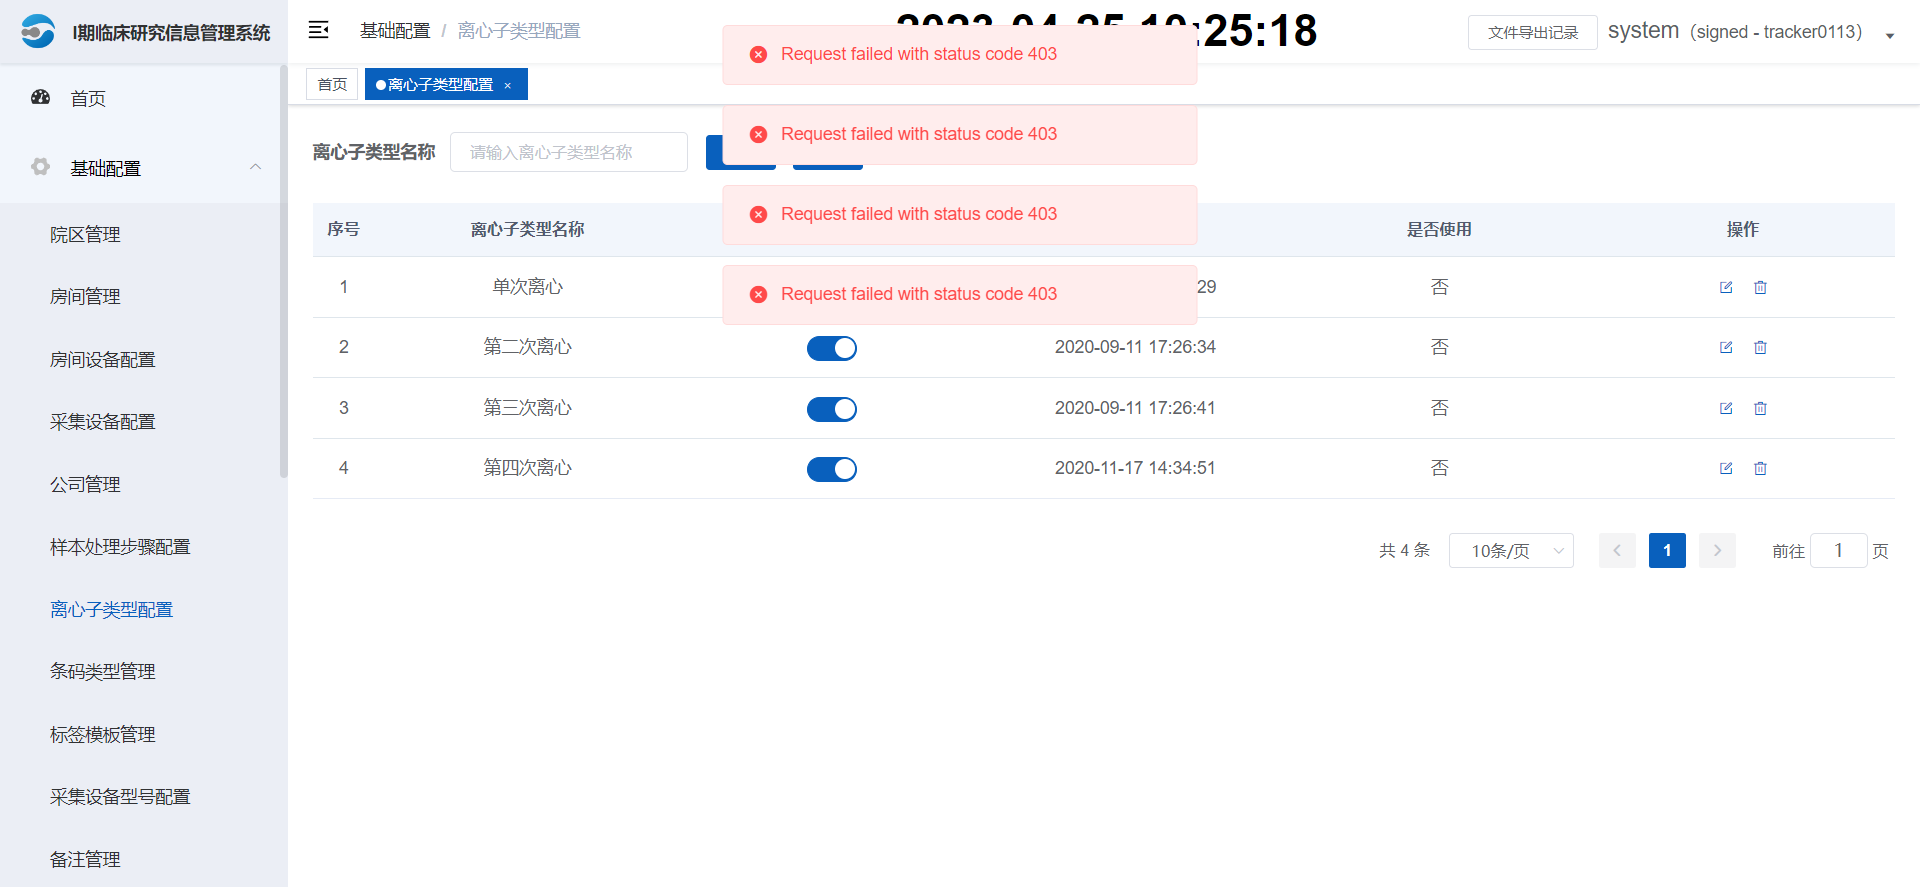 I期临床研究信息管理系统
基础配置 / 离心子类型配置
文件导出记录
system（signed - tracker0113）
:25:18
Request failed with status code 403
首页
离心子类型配置 ×
Request failed with status code 403
离心子类型名称
请输入离心子类型名称
Request failed with status code 403
序号 离心子类型名称 是否使用 操作
Request failed with status code 403
1 单次离心 29 否
2 第二次离心 2020-09-11 17:26:34 否
3 第三次离心 2020-09-11 17:26:41 否
4 第四次离心 2020-11-17 14:34:51 否
共 4 条 10条/页 1 前往 1 页
首页
基础配置
院区管理
房间管理
房间设备配置
采集设备配置
公司管理
样本处理步骤配置
离心子类型配置
条码类型管理
标签模板管理
采集设备型号配置
备注管理